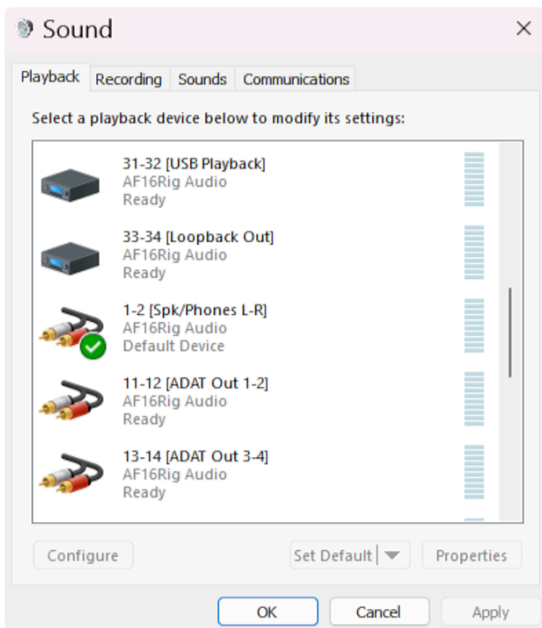 Sound
Playback
Recording
Sounds
Communications
Select a playback device below to modify its settings:
31-32 [USB Playback]
AF16Rig Audio
Ready
33-34 [Loopback Out]
AF16Rig Audio
Ready
1-2 [Spk/Phones L-R]
AF16Rig Audio
Default Device
11-12 [ADAT Out 1-2]
AF16Rig Audio
Ready
13-14 [ADAT Out 3-4]
AF16Rig Audio
Ready
Configure
Set Default
Properties
OK
Cancel
Apply